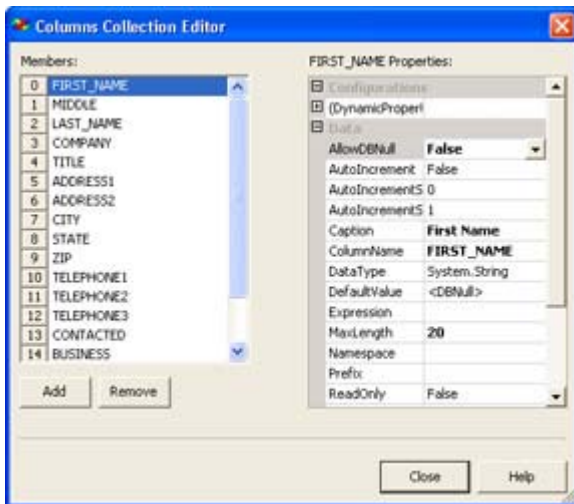 Columns Collection Editor
Members:
0 FIRST_NAME
1 MIDDLE
2 LAST_NAME
3 COMPANY
4 TITLE
5 ADDRESS1
6 ADDRESS2
7 CITY
8 STATE
9 ZIP
10 TELEPHONE1
11 TELEPHONE2
12 TELEPHONE3
13 CONTACTED
14 BUSINESS
Add Remove
FIRST_NAME Properties:
Configurations
(DynamicPropert
Data
AllowDBNull False
AutoIncrement False
AutoIncrementS 0
AutoIncrementS 1
Caption First Name
ColumnName FIRST_NAME
DataType System.String
DefaultValue <DBNull>
Expression
MaxLength 20
Namespace
Prefix
ReadOnly False
Close Help